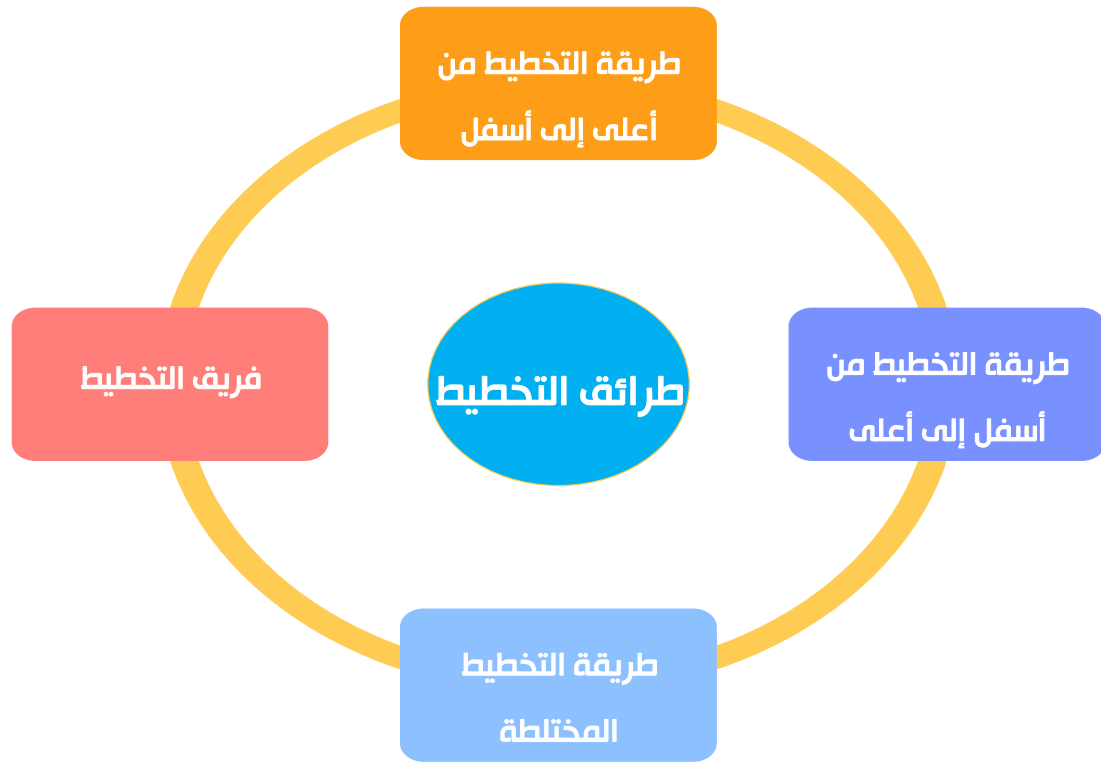 طريقة التخطيط من
أعلى إلى أسفل
طريقة التخطيط من
أسفل إلى أعلى
طرائق التخطيط
فريق التخطيط
طريقة التخطيط
المختلطة